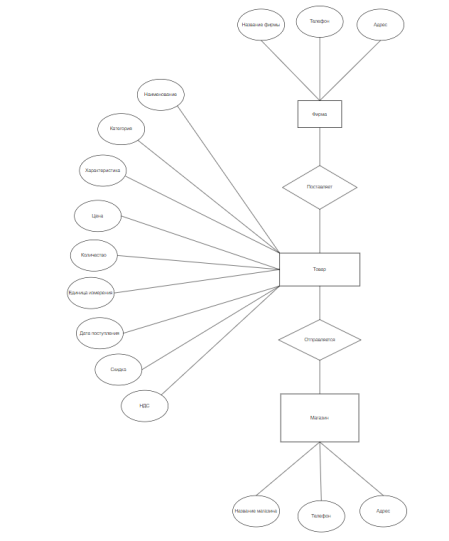 Название фирмы
Телефон
Адрес
Фирма
Поставляет
Наименование
Категория
Характеристика
Цена
Количество
Единица измерения
Дата поступления
Скидка
НДС
Товар
Отправляется
Магазин
Название магазина
Телефон
Адрес